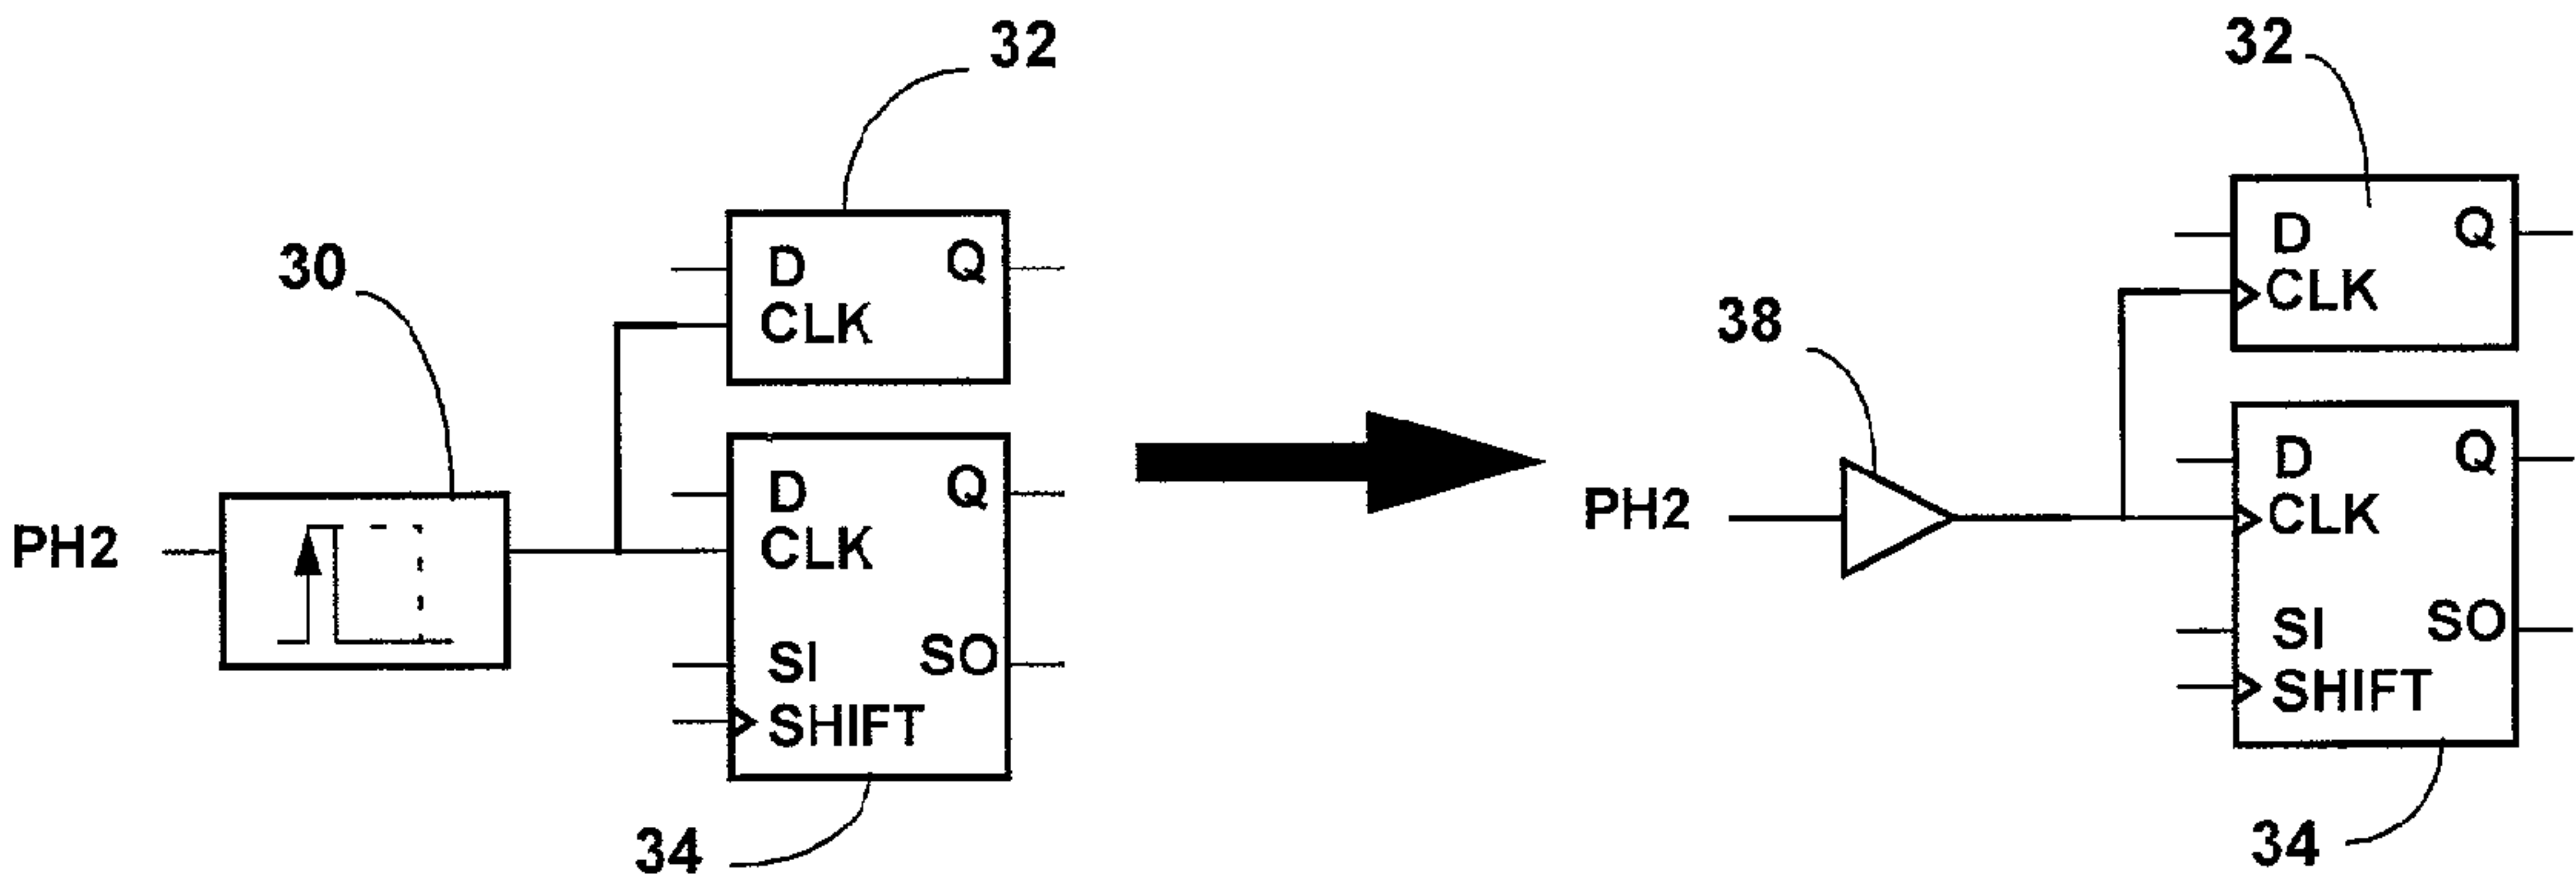 32
30
D Q
CLK
PH2
D Q
CLK
SI SO
SHIFT
34
32
38
D Q
CLK
PH2
D Q
CLK
SI SO
SHIFT
34